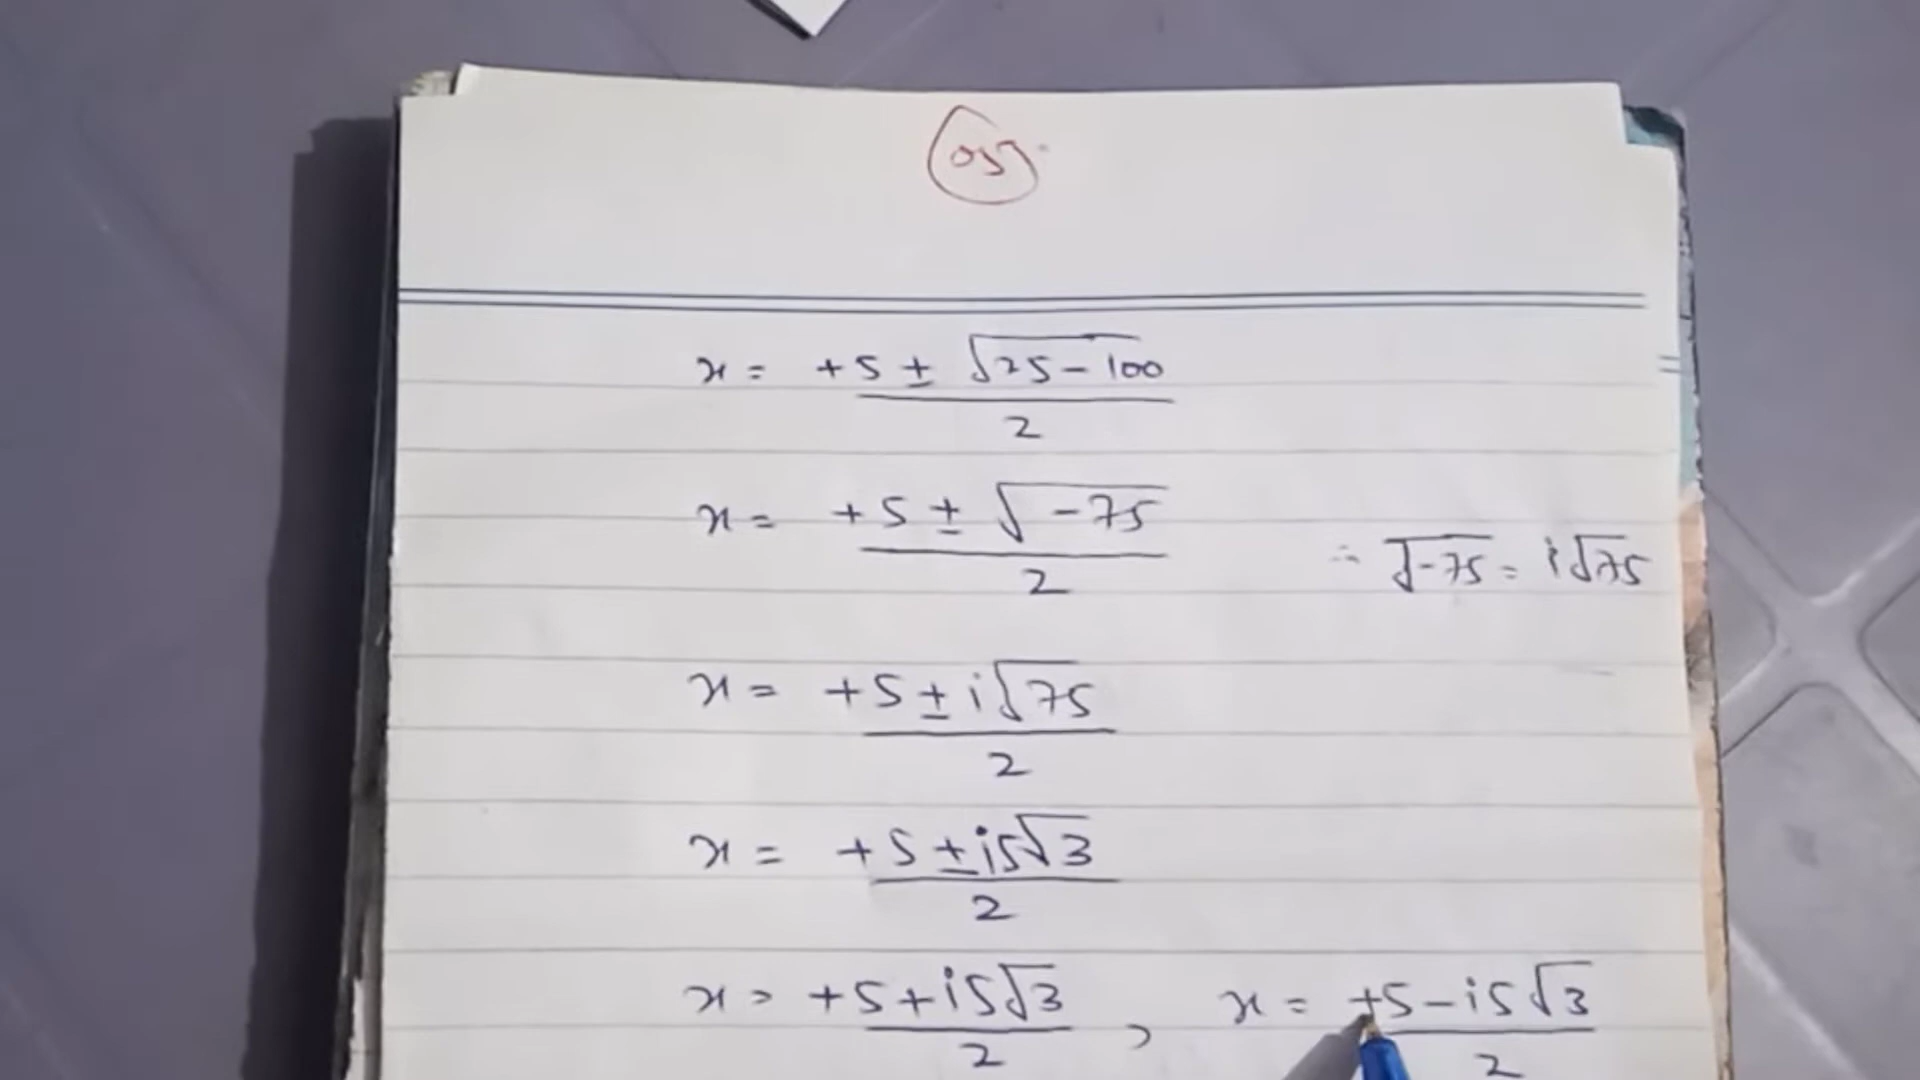 x = +5 ± √25-100 / 2
x = +5 ± √-75 / 2 ∵ √-75 = i√75
x = +5 ± i√75 / 2
x = +5 ± i5√3 / 2
x = +5+i5√3 / 2 , x = +5-i5√3 / 2